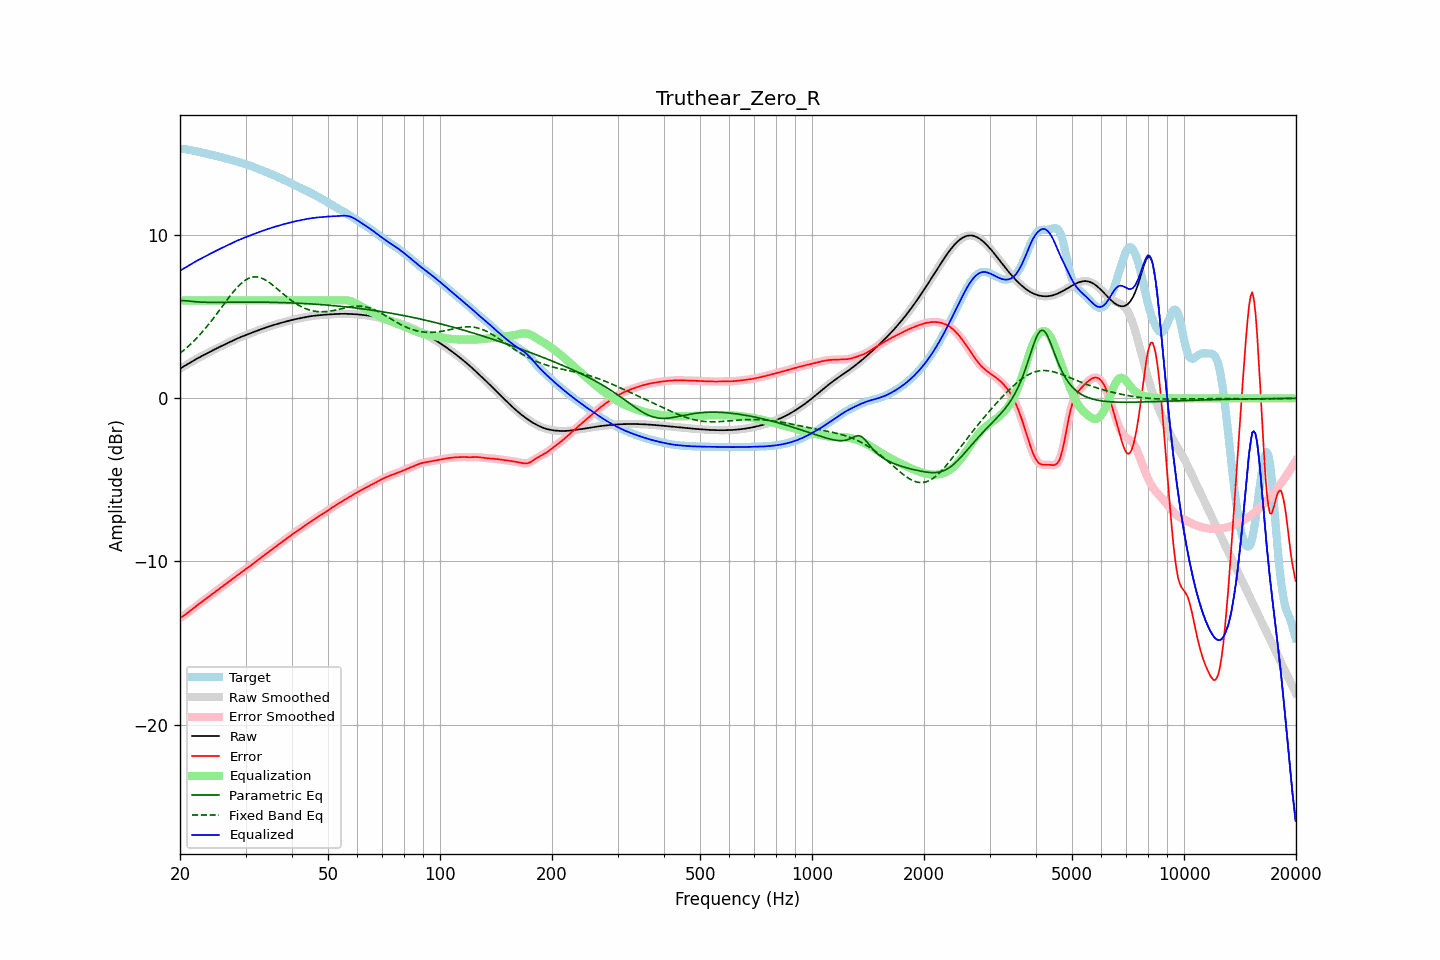 Truthear_Zero_R
Amplitude (dBr)
10
0
−10
−20
Target
Raw Smoothed
Error Smoothed
Raw
Error
Equalization
Parametric Eq
Fixed Band Eq
Equalized
20 50 100 200 500 1000 2000 5000 10000 20000
Frequency (Hz)